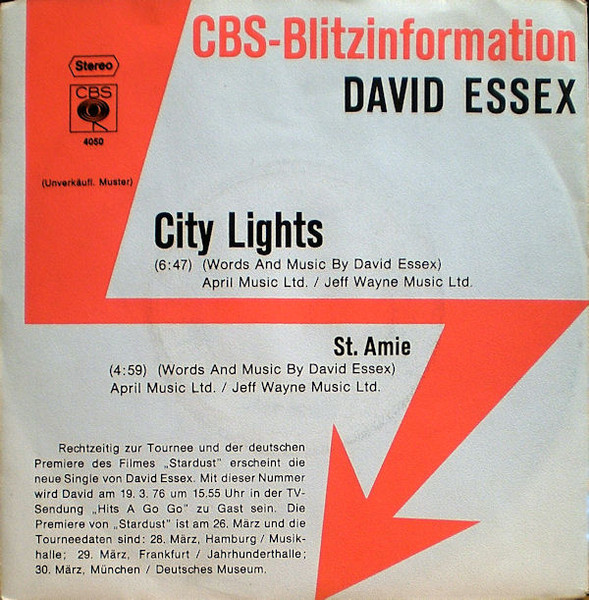 CBS-Blitzinformation
DAVID ESSEX
Stereo
CBS
4050
(Unverkäufl. Muster)
City Lights
(6:47) (Words And Music By David Essex)
April Music Ltd. / Jeff Wayne Music Ltd.
St. Amie
(4:59) (Words And Music By David Essex)
April Music Ltd. / Jeff Wayne Music Ltd.
Rechtzeitig zur Tournee und der deutschen
Premiere des Filmes „Stardust" erscheint die
neue Single von David Essex. Mit dieser Nummer
wird David am 19. 3. 76 um 15.55 Uhr in der TV-
Sendung „Hits A Go Go" zu Gast sein. Die
Premiere von „Stardust" ist am 26. März und die
Tourneedaten sind: 28. März, Hamburg / Musik-
halle; 29. März, Frankfurt / Jahrhunderthalle;
30. März, München / Deutsches Museum.